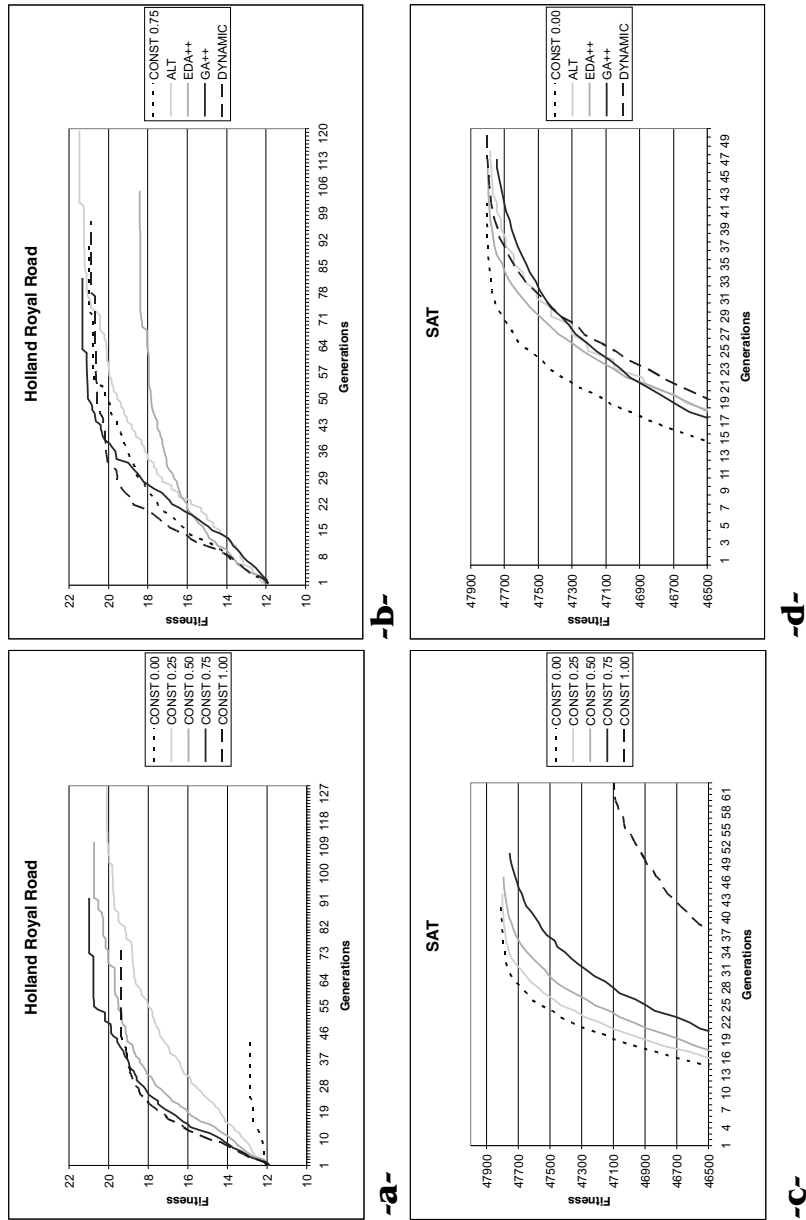 Holland Royal Road
22
20
18
16
14
12
10
Fitness
1 10 19 28 37 46 55 64 73 82 91 100 109 118 127
Generations
CONST 0.00
CONST 0.25
CONST 0.50
CONST 0.75
CONST 1.00
-a-
Holland Royal Road
22
20
18
16
14
12
10
Fitness
1 8 15 22 29 36 43 50 57 64 71 78 85 92 99 106 113 120
Generations
CONST 0.75
ALT
EDA++
GA++
DYNAMIC
-b-
SAT
47900
47700
47500
47300
47100
46900
46700
46500
Fitness
1 4 7 10 13 16 19 22 25 28 31 34 37 40 43 46 49 52 55 58 61
Generations
CONST 0.00
CONST 0.25
CONST 0.50
CONST 0.75
CONST 1.00
-c-
SAT
47900
47700
47500
47300
47100
46900
46700
46500
Fitness
1 3 5 7 9 11 13 15 17 19 21 23 25 27 29 31 33 35 37 39 41 43 45 47 49
Generations
CONST 0.00
ALT
EDA++
GA++
DYNAMIC
-d-